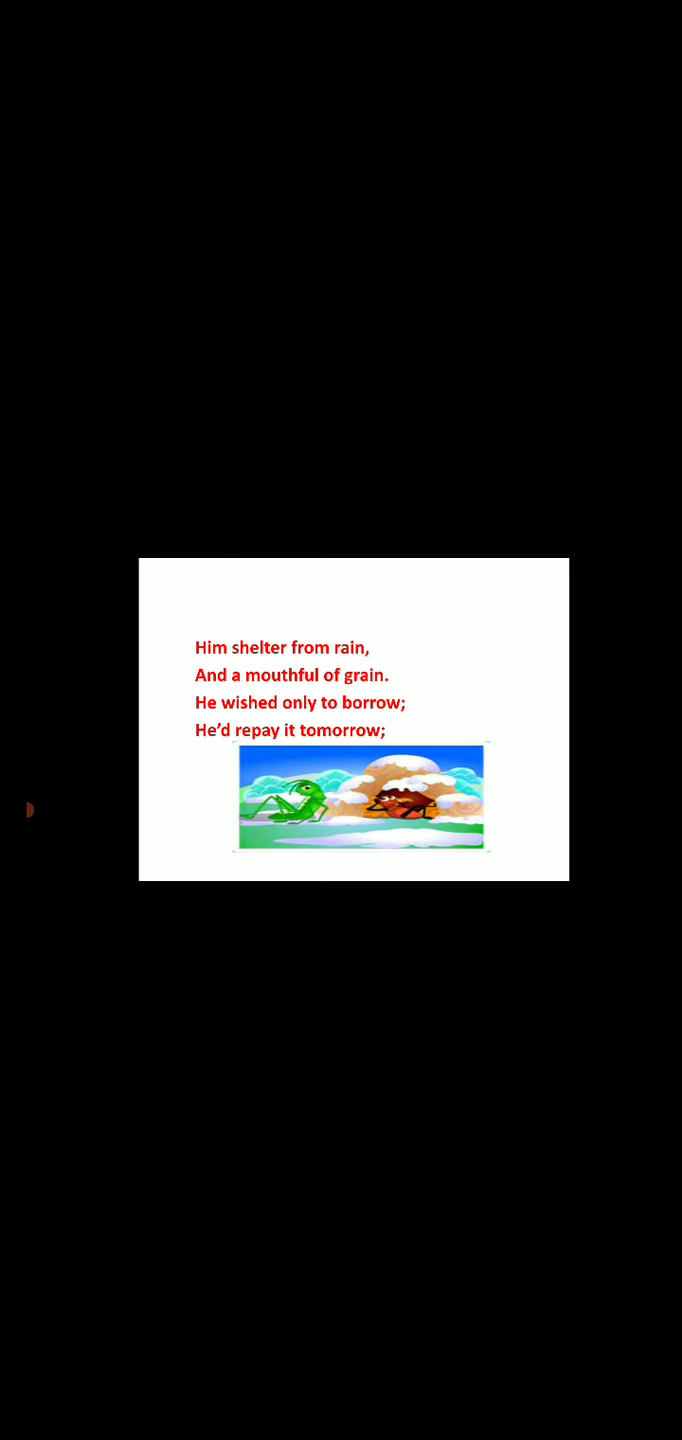 Him shelter from rain,
And a mouthful of grain.
He wished only to borrow;
He’d repay it tomorrow;